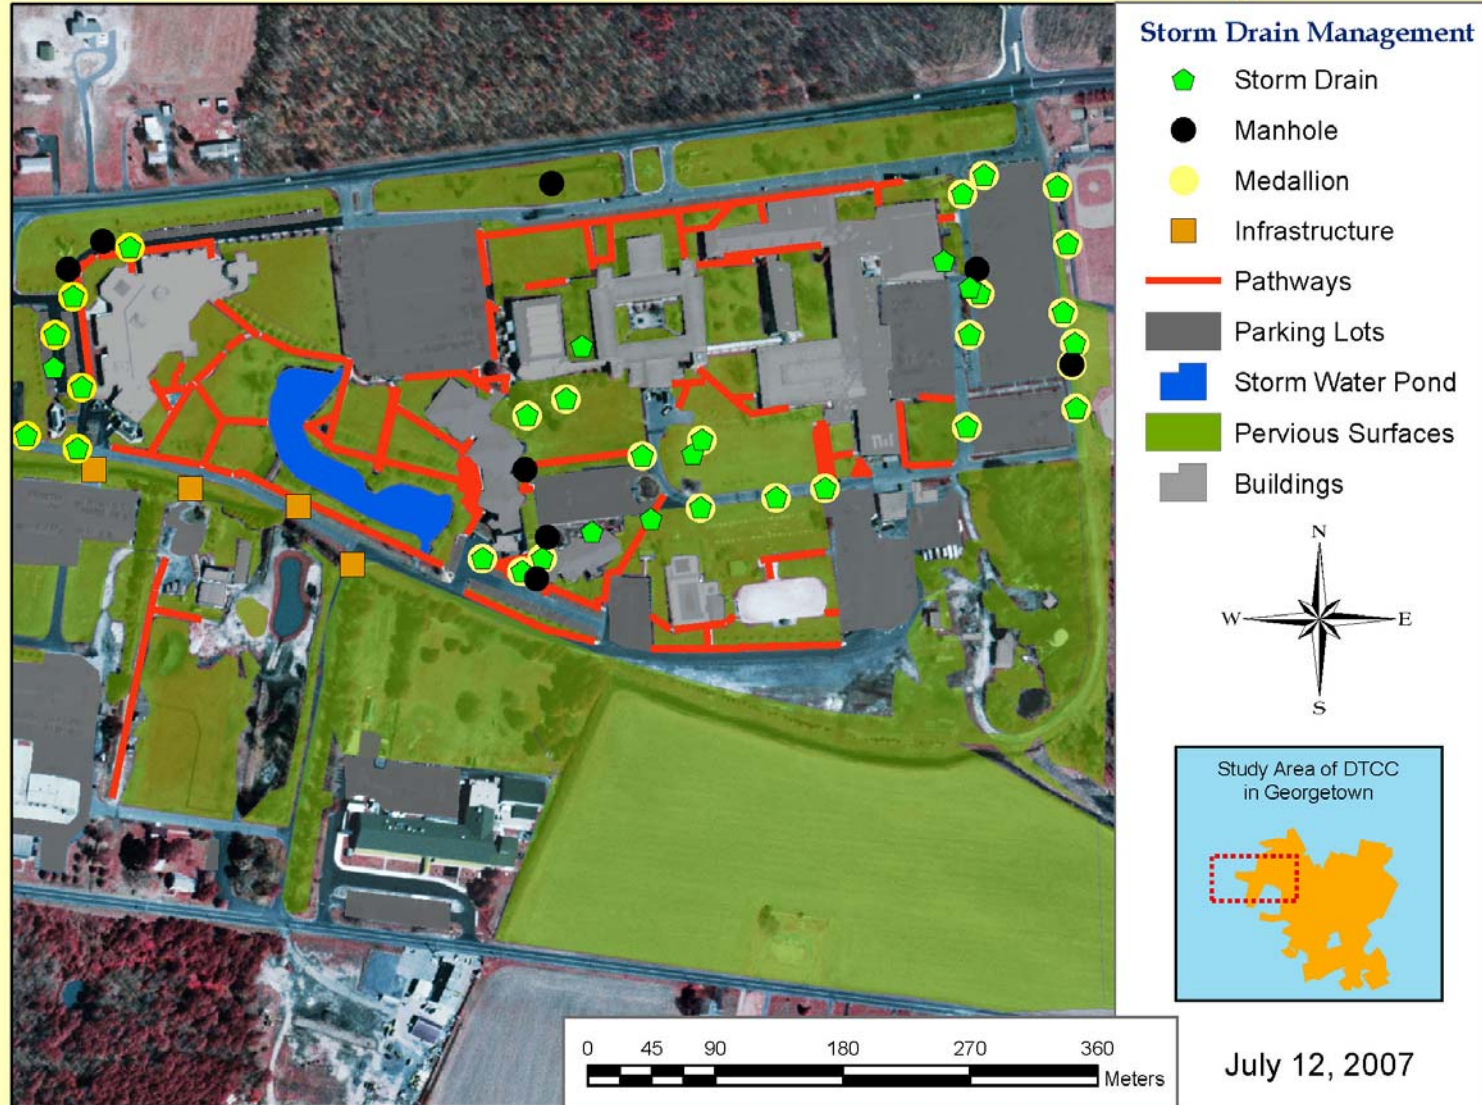 Storm Drain Management
Storm Drain
Manhole
Medallion
Infrastructure
Pathways
Parking Lots
Storm Water Pond
Pervious Surfaces
Buildings
N
W E
S
Study Area of DTCC
in Georgetown
0 45 90 180 270 360
Meters
July 12, 2007